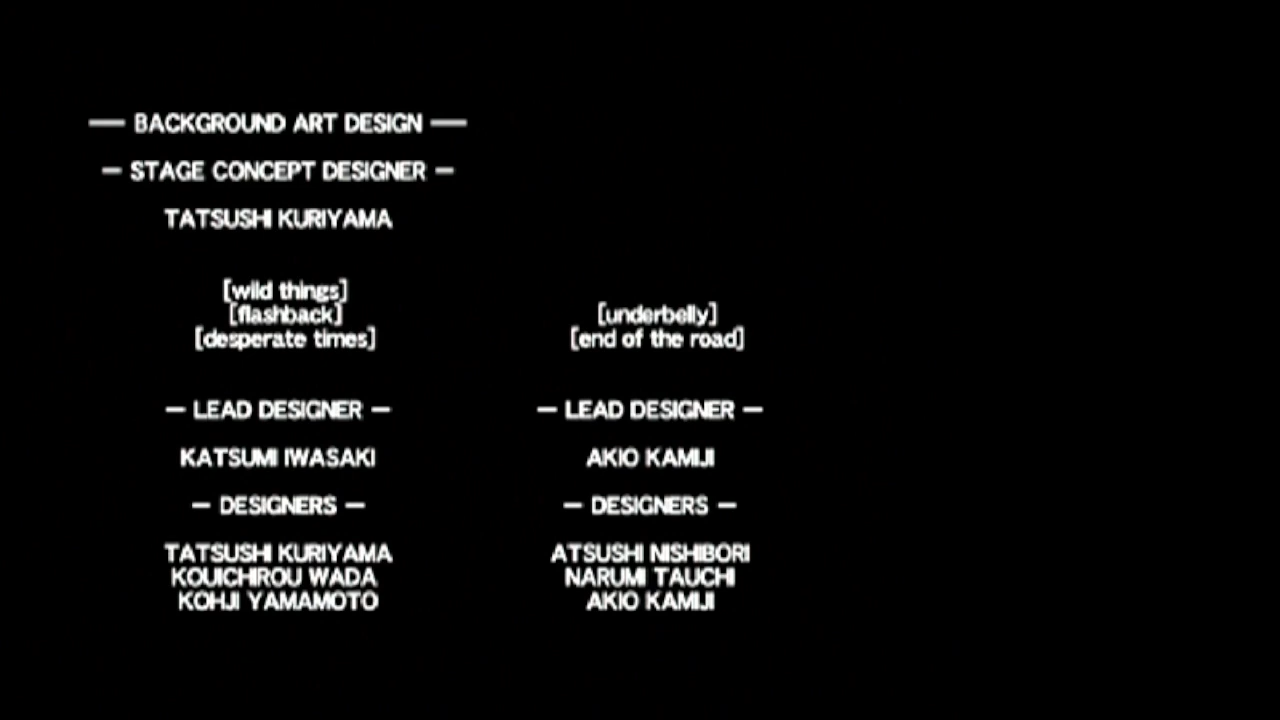 — BACKGROUND ART DESIGN —
— STAGE CONCEPT DESIGNER —
TATSUSHI KURIYAMA
[wild things]
[flashback]
[desperate times]
— LEAD DESIGNER —
KATSUMI IWASAKI
— DESIGNERS —
TATSUSHI KURIYAMA
KOUICHIROU WADA
KOHJI YAMAMOTO
[underbelly]
[end of the road]
— LEAD DESIGNER —
AKIO KAMIJI
— DESIGNERS —
ATSUSHI NISHIBORI
NARUMI TAUCHI
AKIO KAMIJI